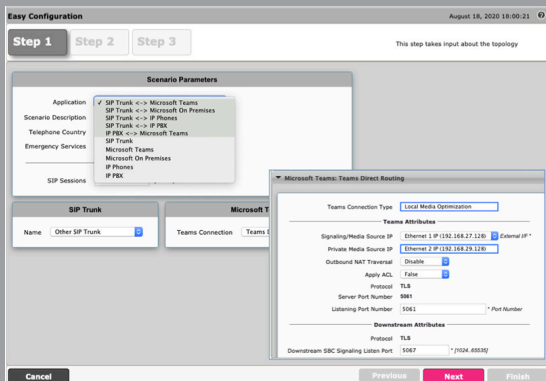 Easy Configuration
August 18, 2020 18:00:21
Step 1
Step 2
Step 3
This step takes input about the topology
Scenario Parameters
Application
✓ SIP Trunk <-> Microsoft Teams
SIP Trunk <-> Microsoft On Premises
SIP Trunk <-> IP Phones
SIP Trunk <-> IP PBX
IP PBX <-> Microsoft Teams
SIP Trunk
Microsoft Teams
Microsoft On Premises
IP Phones
IP PBX
Scenario Description
Telephone Country
Emergency Services
SIP Sessions
SIP Trunk
Name Other SIP Trunk
Microsoft T
Teams Connection Teams
Microsoft Teams: Teams Direct Routing
Teams Connection Type Local Media Optimization
Teams Attributes
Signaling/Media Source IP Ethernet 1 IP (192.168.27.128) External I/F *
Private Media Source IP Ethernet 2 IP (192.168.29.128)
Outbound NAT Traversal Disable
Apply ACL False
Protocol TLS
Server Port Number 5061
Listening Port Number 5061 * Port Number
Downstream Attributes
Protocol TLS
Downstream SBC Signaling Listen Port 5067 * [1024..65535]
Cancel
Previous
Next
Finish